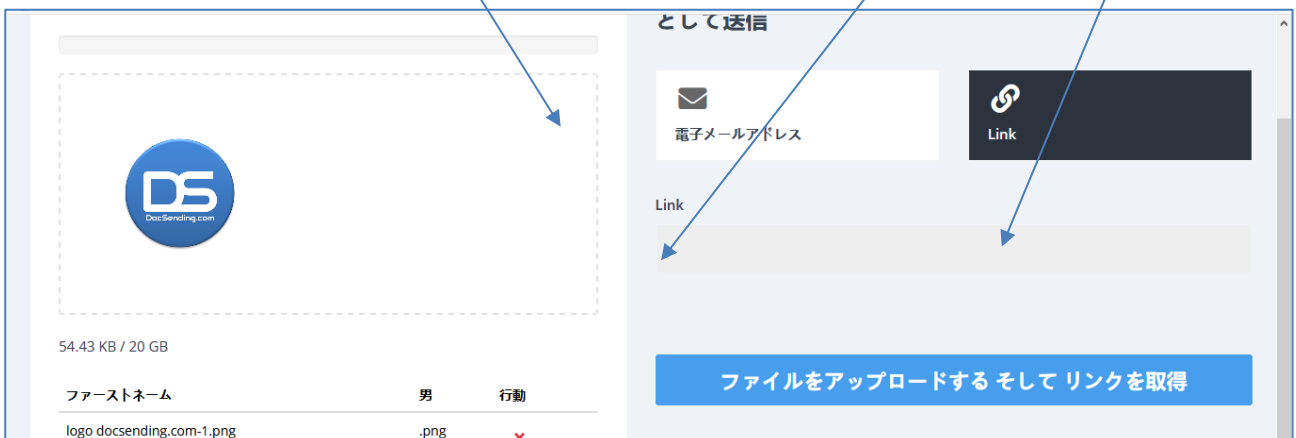 DS
DocSending.com
54.43 KB / 20 GB
ファーストネーム 男 行動
logo docsending.com-1.png .png
として送信
電子メールアドレス
Link
Link
ファイルをアップロードする そして リンクを取得